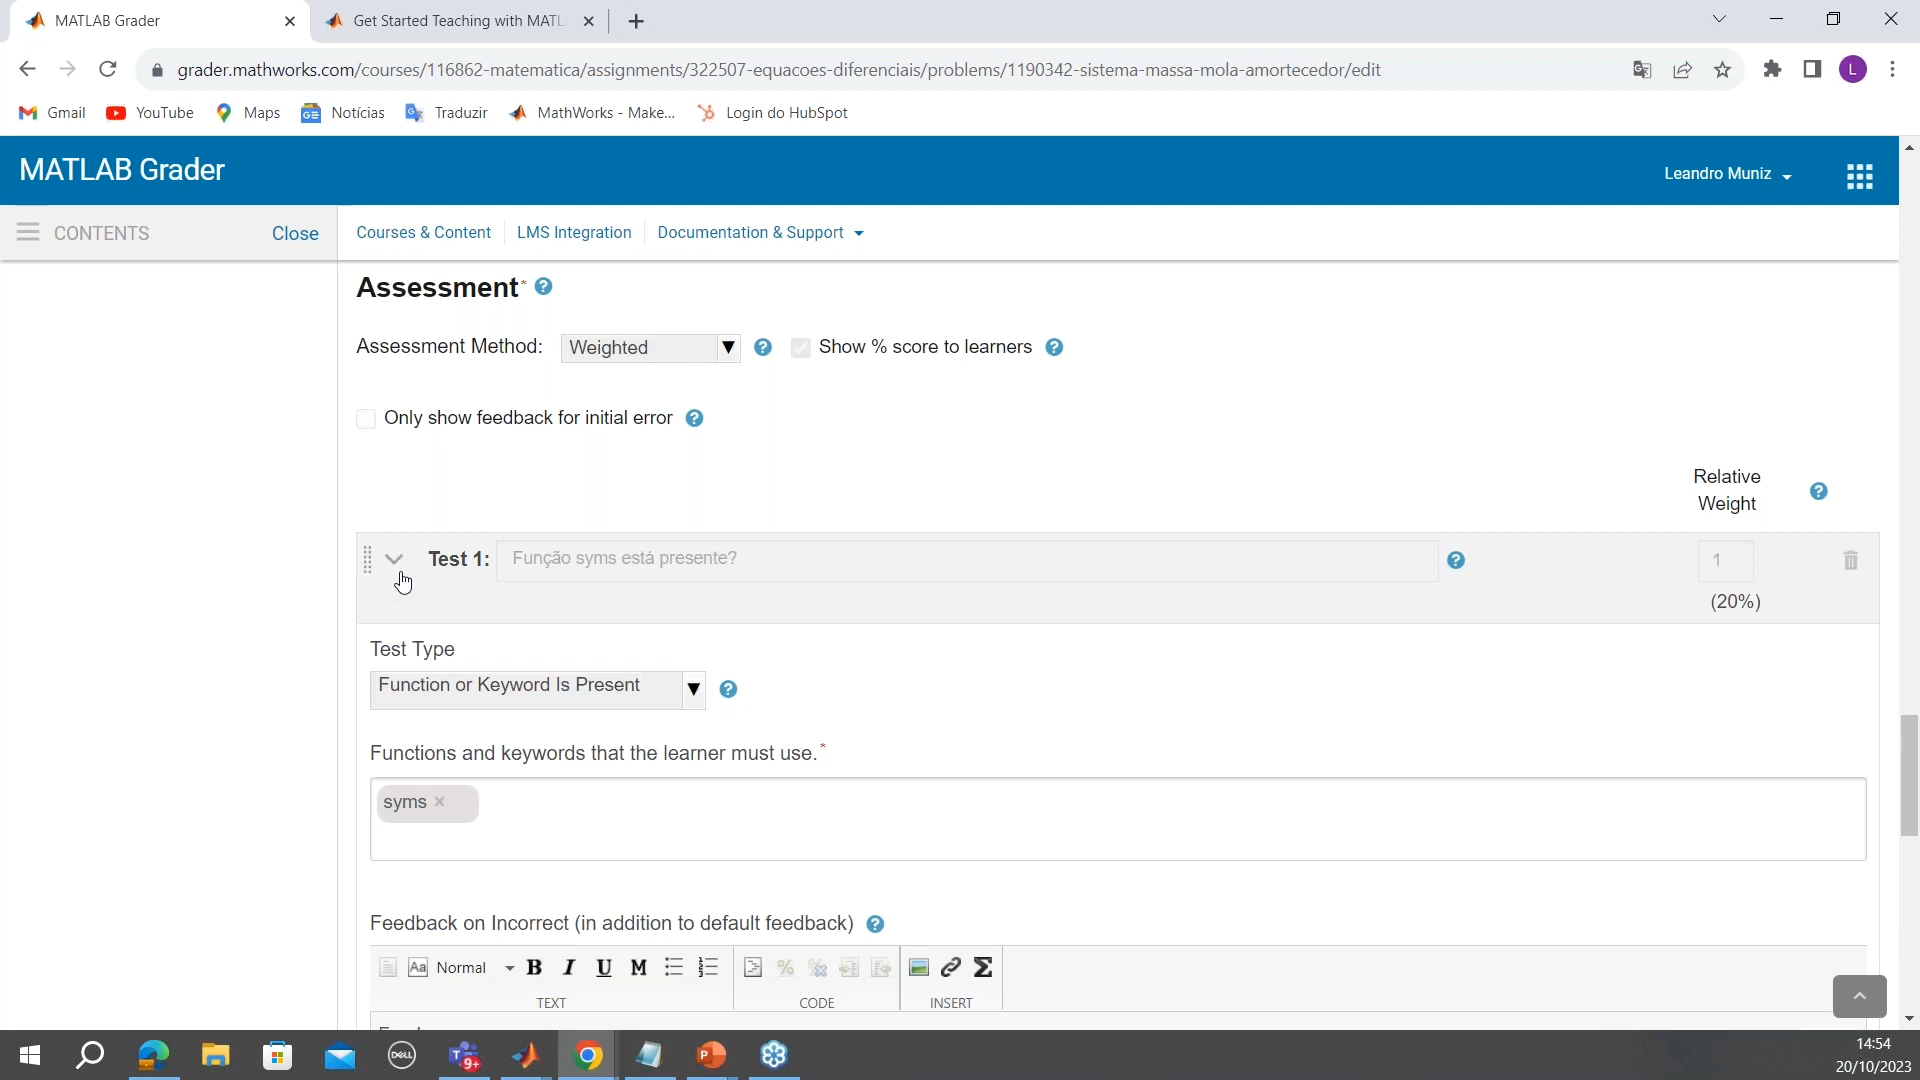 MATLAB Grader
Get Started Teaching with MATL
grader.mathworks.com/courses/116862-matematica/assignments/322507-equacoes-diferenciais/problems/1190342-sistema-massa-mola-amortecedor/edit
L
Gmail YouTube Maps Notícias Traduzir MathWorks - Make... Login do HubSpot
MATLAB Grader
Leandro Muniz
CONTENTS Close
Courses & Content LMS Integration Documentation & Support
Assessment* ?
Assessment Method: Weighted ? Show % score to learners ?
Only show feedback for initial error ?
Relative
Weight ?
Test 1: Função syms está presente? ? 1
(20%)
Test Type
Function or Keyword Is Present ?
Functions and keywords that the learner must use. *
syms ×
Feedback on Incorrect (in addition to default feedback) ?
Aa Normal B I U M % % Σ
TEXT CODE INSERT
DELL T 9+ P
14:54
20/10/2023